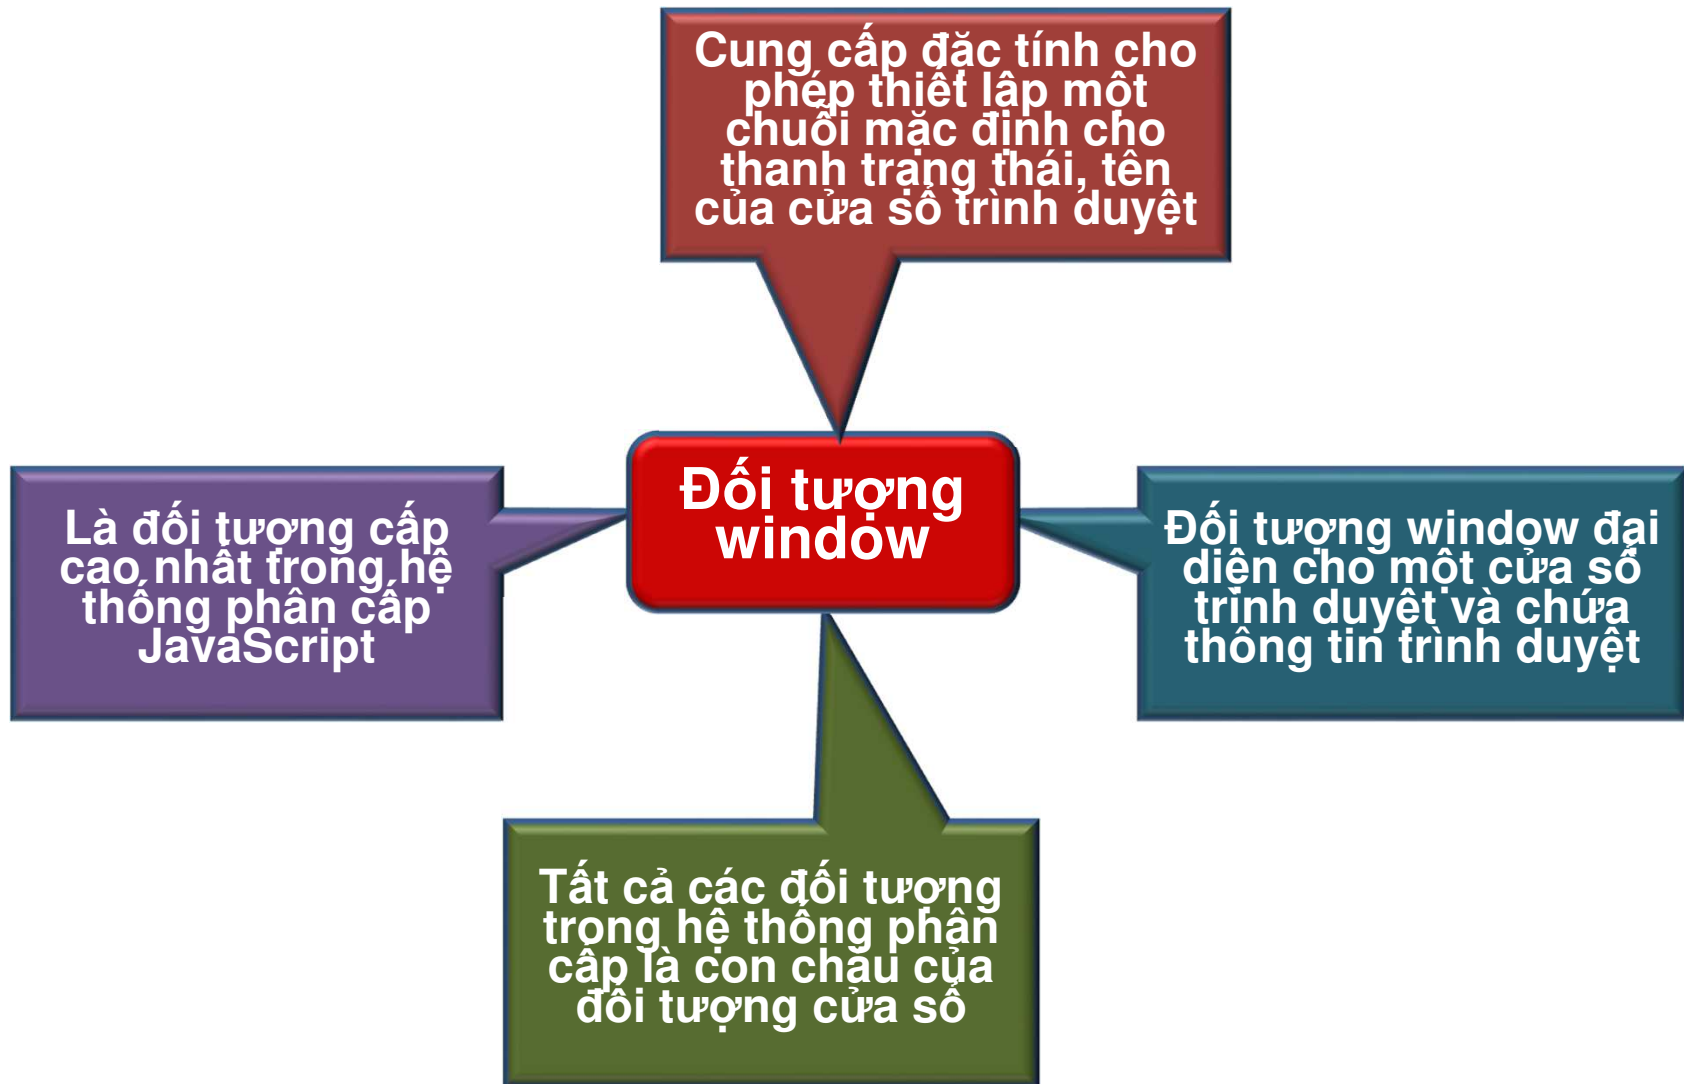 Cung cấp đặc tính cho
phép thiết lập một
chuỗi mặc định cho
thanh trạng thái, tên
của cửa sổ trình duyệt
Đối tượng
window
Là đối tượng cấp
cao nhất trong hệ
thống phân cấp
JavaScript
Đối tượng window đại
diện cho một cửa sổ
trình duyệt và chứa
thông tin trình duyệt
Tất cả các đối tượng
trong hệ thống phân
cấp là con cháu của
đối tượng cửa sổ